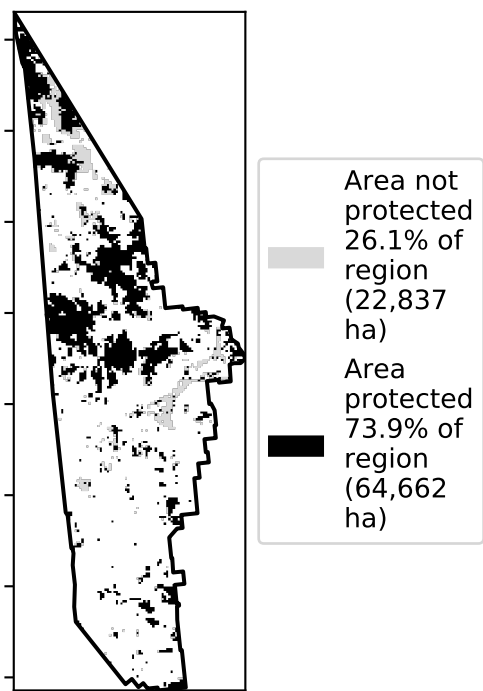 Area not
protected
26.1% of
region
(22,837
ha)
Area
protected
73.9% of
region
(64,662
ha)